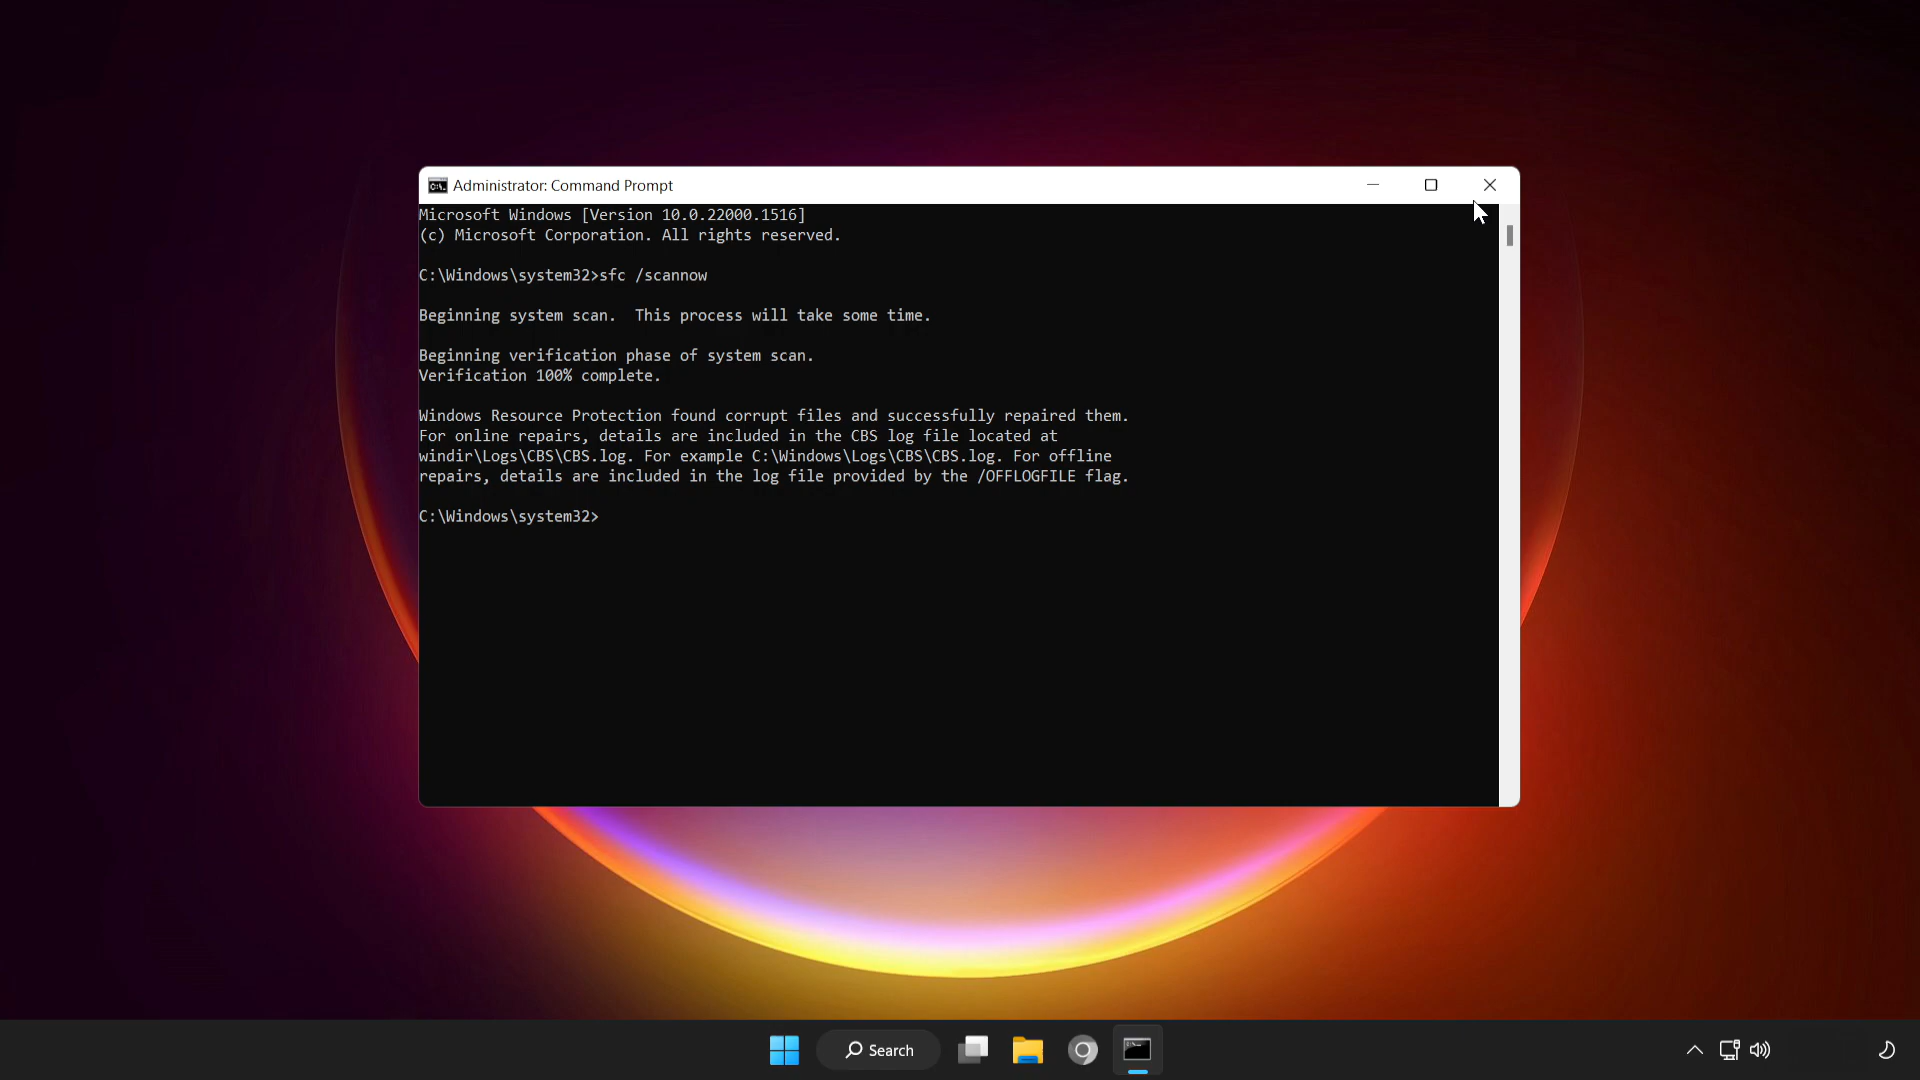 Administrator: Command Prompt
Microsoft Windows [Version 10.0.22000.1516]
(c) Microsoft Corporation. All rights reserved.
C:\Windows\system32>sfc /scannow
Beginning system scan.  This process will take some time.
Beginning verification phase of system scan.
Verification 100% complete.
Windows Resource Protection found corrupt files and successfully repaired them.
For online repairs, details are included in the CBS log file located at
windir\Logs\CBS\CBS.log. For example C:\Windows\Logs\CBS\CBS.log. For offline
repairs, details are included in the log file provided by the /OFFLOGFILE flag.
C:\Windows\system32>
Search